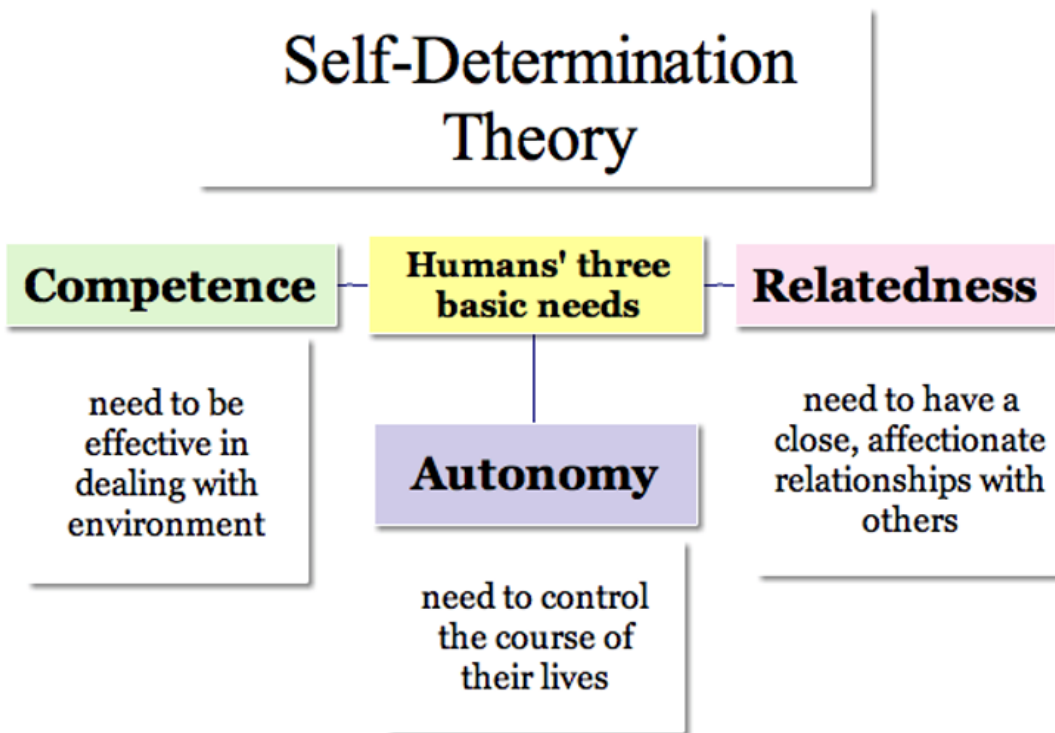 Self-Determination
Theory
Competence
Humans' three
basic needs
Relatedness
need to be
effective in
dealing with
environment
Autonomy
need to control
the course of
their lives
need to have a
close, affectionate
relationships with
others